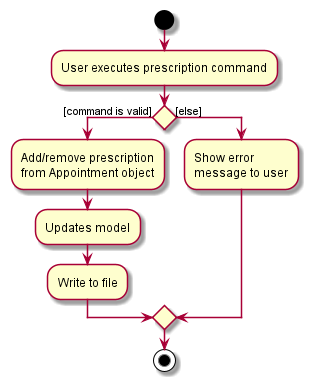 User executes prescription command
[command is valid]
[else]
Add/remove prescription
from Appointment object
Show error
message to user
Updates model
Write to file